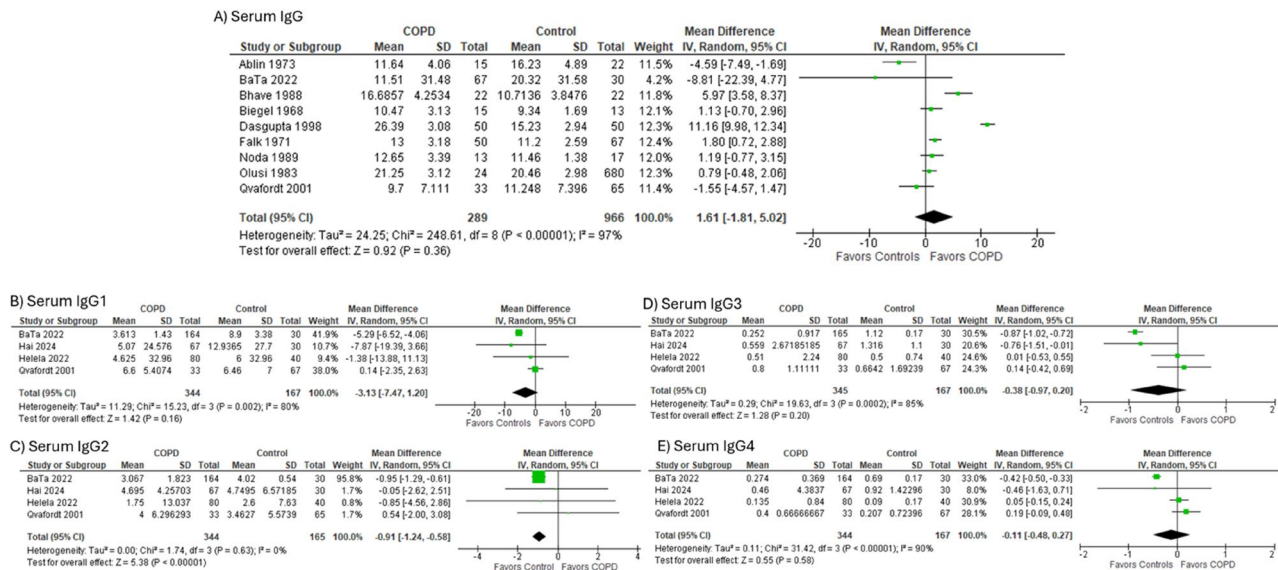 A) Serum IgG
COPD Control Mean Difference Mean Difference
Study or Subgroup Mean SD Total Mean SD Total Weight IV, Random, 95% CI IV, Random, 95% CI
Ablin 1973 11.64 4.06 15 16.23 4.89 22 11.5% -4.59 [-7.49, -1.69]
BaTa 2022 11.51 31.48 67 20.32 31.58 30 4.2% -8.81 [-22.39, 4.77]
Bhave 1988 16.6857 4.2534 22 10.7136 3.8476 22 11.8% 5.97 [3.58, 8.37]
Biegel 1968 10.47 3.13 15 9.34 1.69 13 12.1% 1.13 [-0.70, 2.96]
Dasgupta 1998 26.39 3.08 50 15.23 2.94 50 12.3% 11.16 [9.98, 12.34]
Falk 1971 13 3.18 50 11.2 2.59 67 12.4% 1.80 [0.72, 2.88]
Noda 1989 12.65 3.39 13 11.46 1.38 17 12.0% 1.19 [-0.77, 3.15]
Olusi 1983 21.25 3.12 24 20.46 2.98 680 12.3% 0.79 [-0.48, 2.06]
Qvafordt 2001 9.7 7.111 33 11.248 7.396 65 11.4% -1.55 [-4.57, 1.47]
Total (95% CI) 289 966 100.0% 1.61 [-1.81, 5.02]
Heterogeneity: Tau² = 24.25; Chi² = 248.61, df = 8 (P < 0.00001); I² = 97%
Test for overall effect: Z = 0.92 (P = 0.36)
-20 -10 0 10 20
Favors Controls Favors COPD
B) Serum IgG1
COPD Control Mean Difference Mean Difference
Study or Subgroup Mean SD Total Mean SD Total Weight IV, Random, 95% CI IV, Random, 95% CI
BaTa 2022 3.613 1.43 164 8.9 3.38 30 41.9% -5.29 [-6.52, -4.06]
Hai 2024 5.07 24.576 67 12.9365 27.7 30 10.7% -7.87 [-19.39, 3.66]
Helela 2022 4.625 32.96 80 6 32.96 40 9.4% -1.38 [-13.88, 11.13]
Qvafordt 2001 6.6 5.4074 33 6.46 7 67 38.0% 0.14 [-2.35, 2.63]
Total (95% CI) 344 167 100.0% -3.13 [-7.47, 1.20]
Heterogeneity: Tau² = 11.29; Chi² = 15.23, df = 3 (P = 0.002); I² = 80%
Test for overall effect: Z = 1.42 (P = 0.16)
-20 -10 0 10 20
Favors Controls Favors COPD
C) Serum IgG2
COPD Control Mean Difference Mean Difference
Study or Subgroup Mean SD Total Mean SD Total Weight IV, Random, 95% CI IV, Random, 95% CI
BaTa 2022 3.067 1.823 164 4.02 0.54 30 95.8% -0.95 [-1.29, -0.61]
Hai 2024 4.695 4.25703 67 4.7495 6.57185 30 1.7% -0.05 [-2.62, 2.51]
Helela 2022 1.75 13.037 80 2.6 7.63 40 0.8% -0.85 [-4.56, 2.86]
Qvafordt 2001 4 6.296293 33 3.4627 5.5739 65 1.7% 0.54 [-2.00, 3.08]
Total (95% CI) 344 165 100.0% -0.91 [-1.24, -0.58]
Heterogeneity: Tau² = 0.00; Chi² = 1.74, df = 3 (P = 0.63); I² = 0%
Test for overall effect: Z = 5.38 (P < 0.00001)
-4 -2 0 2 4
Favors Controls Favors COPD
D) Serum IgG3
COPD Control Mean Difference Mean Difference
Study or Subgroup Mean SD Total Mean SD Total Weight IV, Random, 95% CI IV, Random, 95% CI
BaTa 2022 0.252 0.917 165 1.12 0.17 30 30.5% -0.87 [-1.02, -0.72]
Hai 2024 0.559 2.67185185 67 1.316 1.1 30 20.6% -0.76 [-1.51, -0.01]
Helela 2022 0.51 2.24 80 0.5 0.74 40 24.6% 0.01 [-0.53, 0.55]
Qvafordt 2001 0.8 1.11111 33 0.6642 1.69239 67 24.3% 0.14 [-0.42, 0.69]
Total (95% CI) 345 167 100.0% -0.38 [-0.97, 0.20]
Heterogeneity: Tau² = 0.29; Chi² = 19.63, df = 3 (P = 0.0002); I² = 85%
Test for overall effect: Z = 1.28 (P = 0.20)
-2 -1 0 1 2
Favors Controls Favors COPD
E) Serum IgG4
COPD Control Mean Difference Mean Difference
Study or Subgroup Mean SD Total Mean SD Total Weight IV, Random, 95% CI IV, Random, 95% CI
BaTa 2022 0.274 0.369 164 0.69 0.17 30 33.0% -0.42 [-0.50, -0.33]
Hai 2024 0.46 4.3837 67 0.92 1.42296 30 8.0% -0.46 [-1.63, 0.71]
Helela 2022 0.135 0.84 80 0.09 0.17 40 30.9% 0.05 [-0.15, 0.24]
Qvafordt 2001 0.4 0.66666667 33 0.207 0.72396 67 28.1% 0.19 [-0.09, 0.48]
Total (95% CI) 344 167 100.0% -0.11 [-0.48, 0.27]
Heterogeneity: Tau² = 0.11; Chi² = 31.42, df = 3 (P < 0.00001); I² = 90%
Test for overall effect: Z = 0.55 (P = 0.58)
-1 0 1
Favors Controls Favors COPD